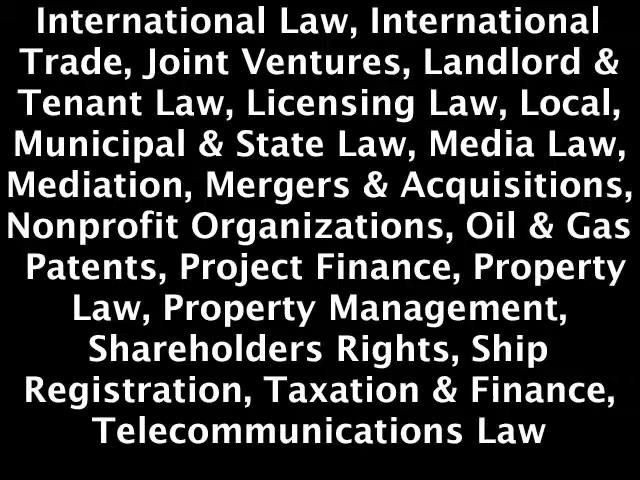 International Law, International
Trade, Joint Ventures, Landlord &
Tenant Law, Licensing Law, Local,
Municipal & State Law, Media Law,
Mediation, Mergers & Acquisitions,
Nonprofit Organizations, Oil & Gas
Patents, Project Finance, Property
Law, Property Management,
Shareholders Rights, Ship
Registration, Taxation & Finance,
Telecommunications Law